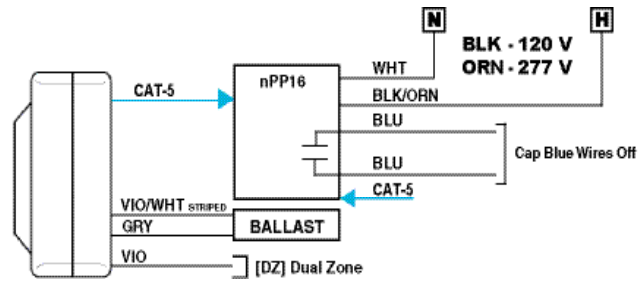 N
H
BLK - 120 V
ORN - 277 V
WHT
nPP16
CAT-5
BLK/ORN
BLU
Cap Blue Wires Off
BLU
CAT-5
VIO/WHT STRIPED
GRY
BALLAST
VIO
[DZ] Dual Zone